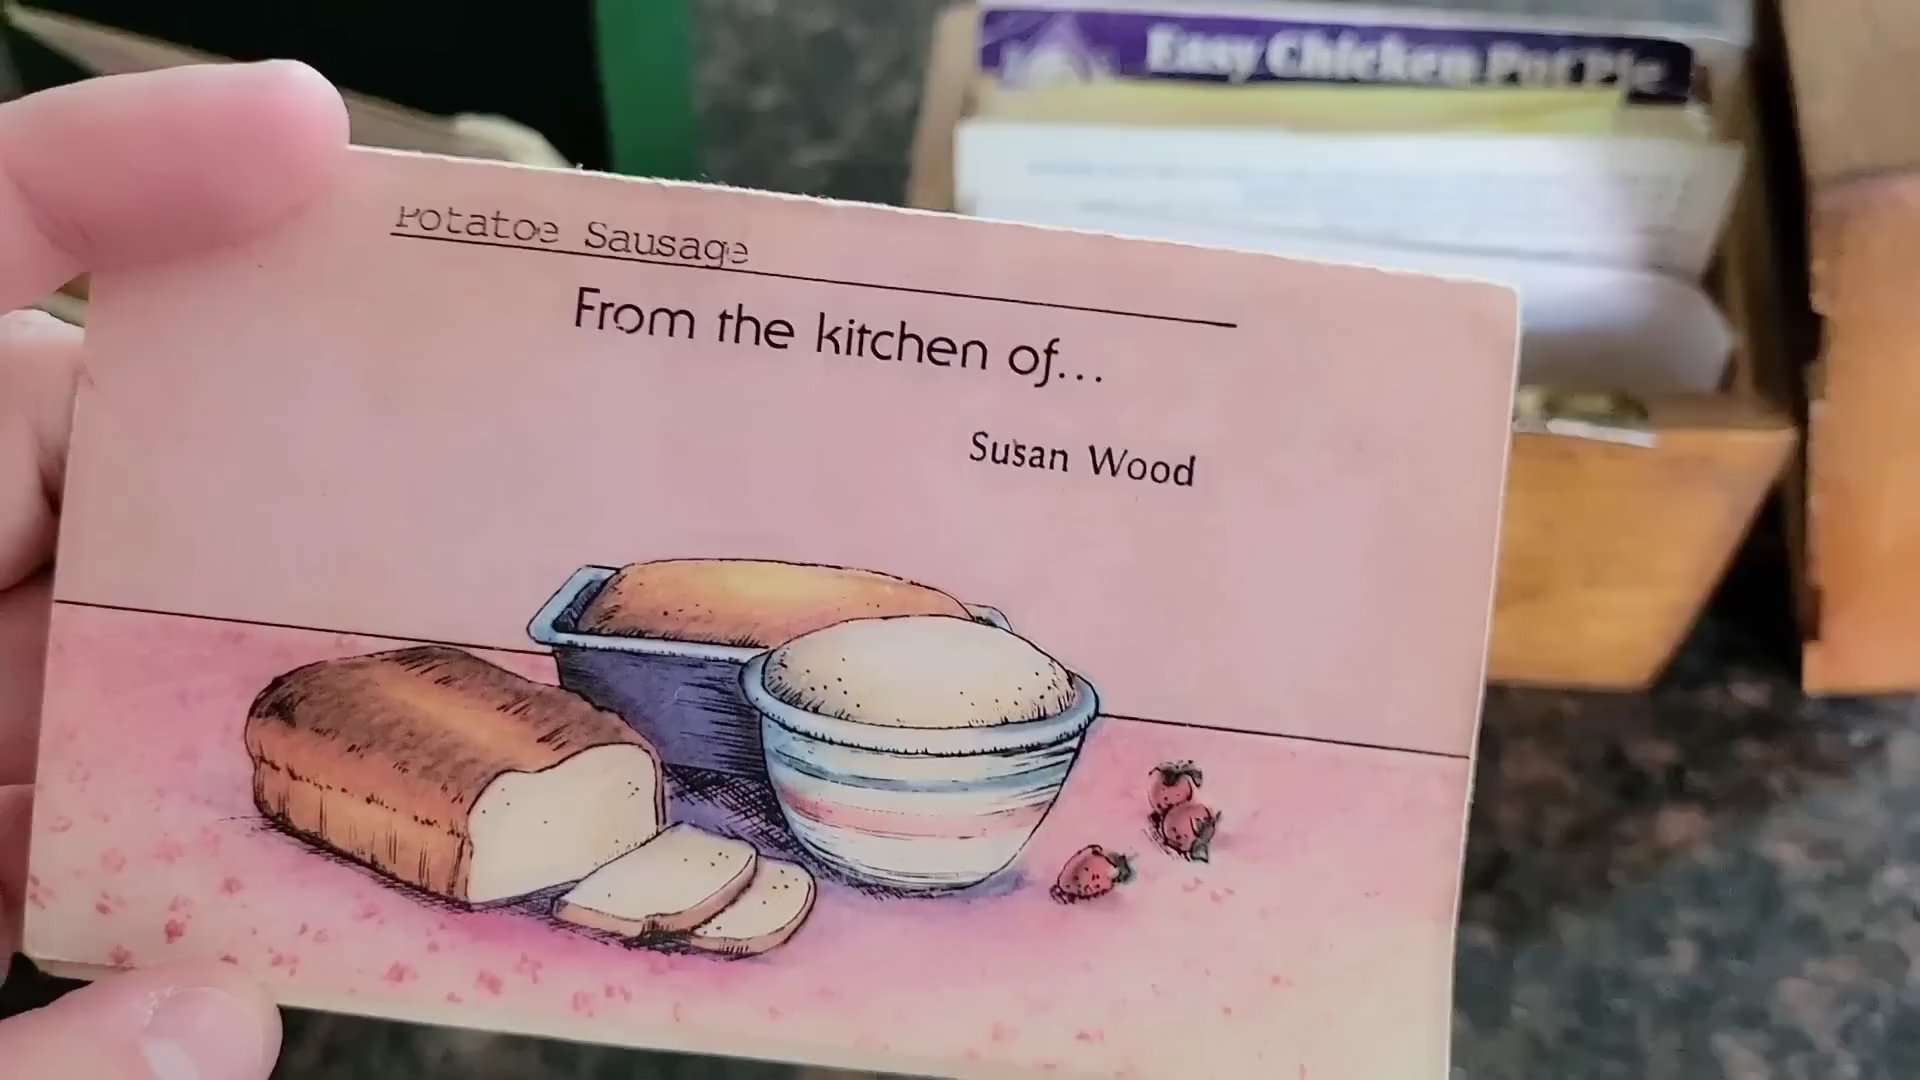 Easy Chicken Pot Pie
Potatoe Sausage
From the kitchen of...
Susan Wood